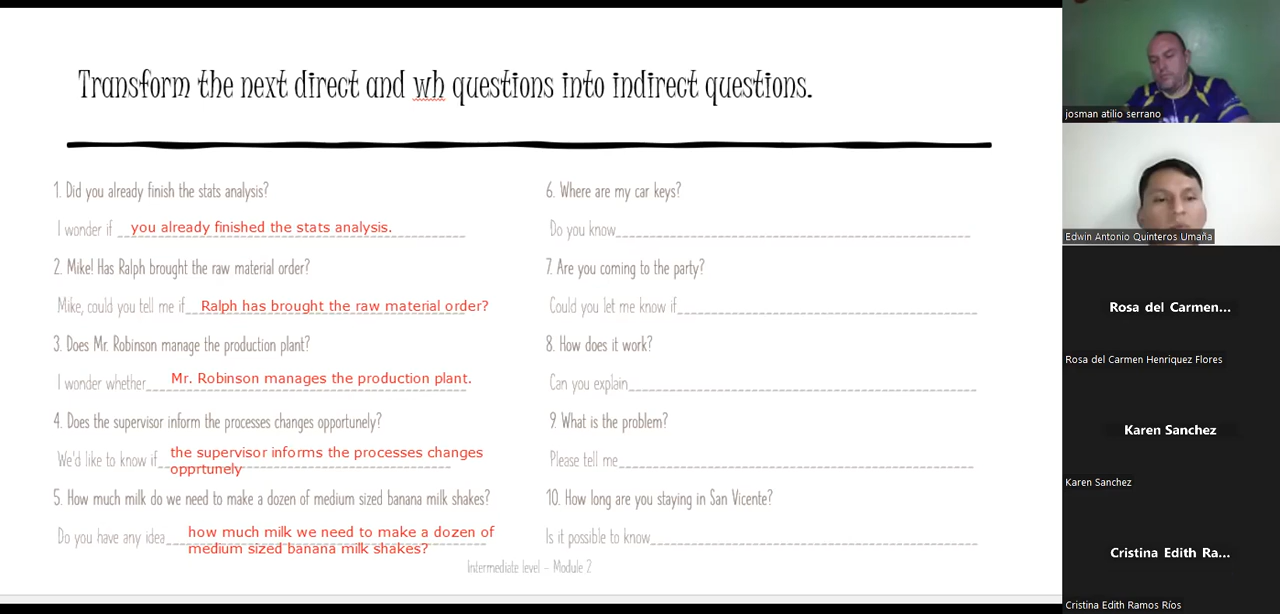 Transform the next direct and wh questions into indirect questions.
1. Did you already finish the stats analysis?
I wonder if you already finished the stats analysis.
2. Mike! Has Ralph brought the raw material order?
Mike, could you tell me if Ralph has brought the raw material order?
3. Does Mr. Robinson manage the production plant?
I wonder whether Mr. Robinson manages the production plant.
4. Does the supervisor inform the processes changes opportunely?
We'd like to know if the supervisor informs the processes changes
opprtunely
5. How much milk do we need to make a dozen of medium sized banana milk shakes?
Do you have any idea how much milk we need to make a dozen of
medium sized banana milk shakes?
6. Where are my car keys?
Do you know
7. Are you coming to the party?
Could you let me know if
8. How does it work?
Can you explain
9. What is the problem?
Please tell me
10. How long are you staying in San Vicente?
Is it possible to know
Intermediate level - Module 2
josman atilio serrano
Edwin Antonio Quinteros Umaña
Rosa del Carmen...
Rosa del Carmen Henriquez Flores
Karen Sanchez
Karen Sanchez
Cristina Edith Ra...
Cristina Edith Ramos Ríos